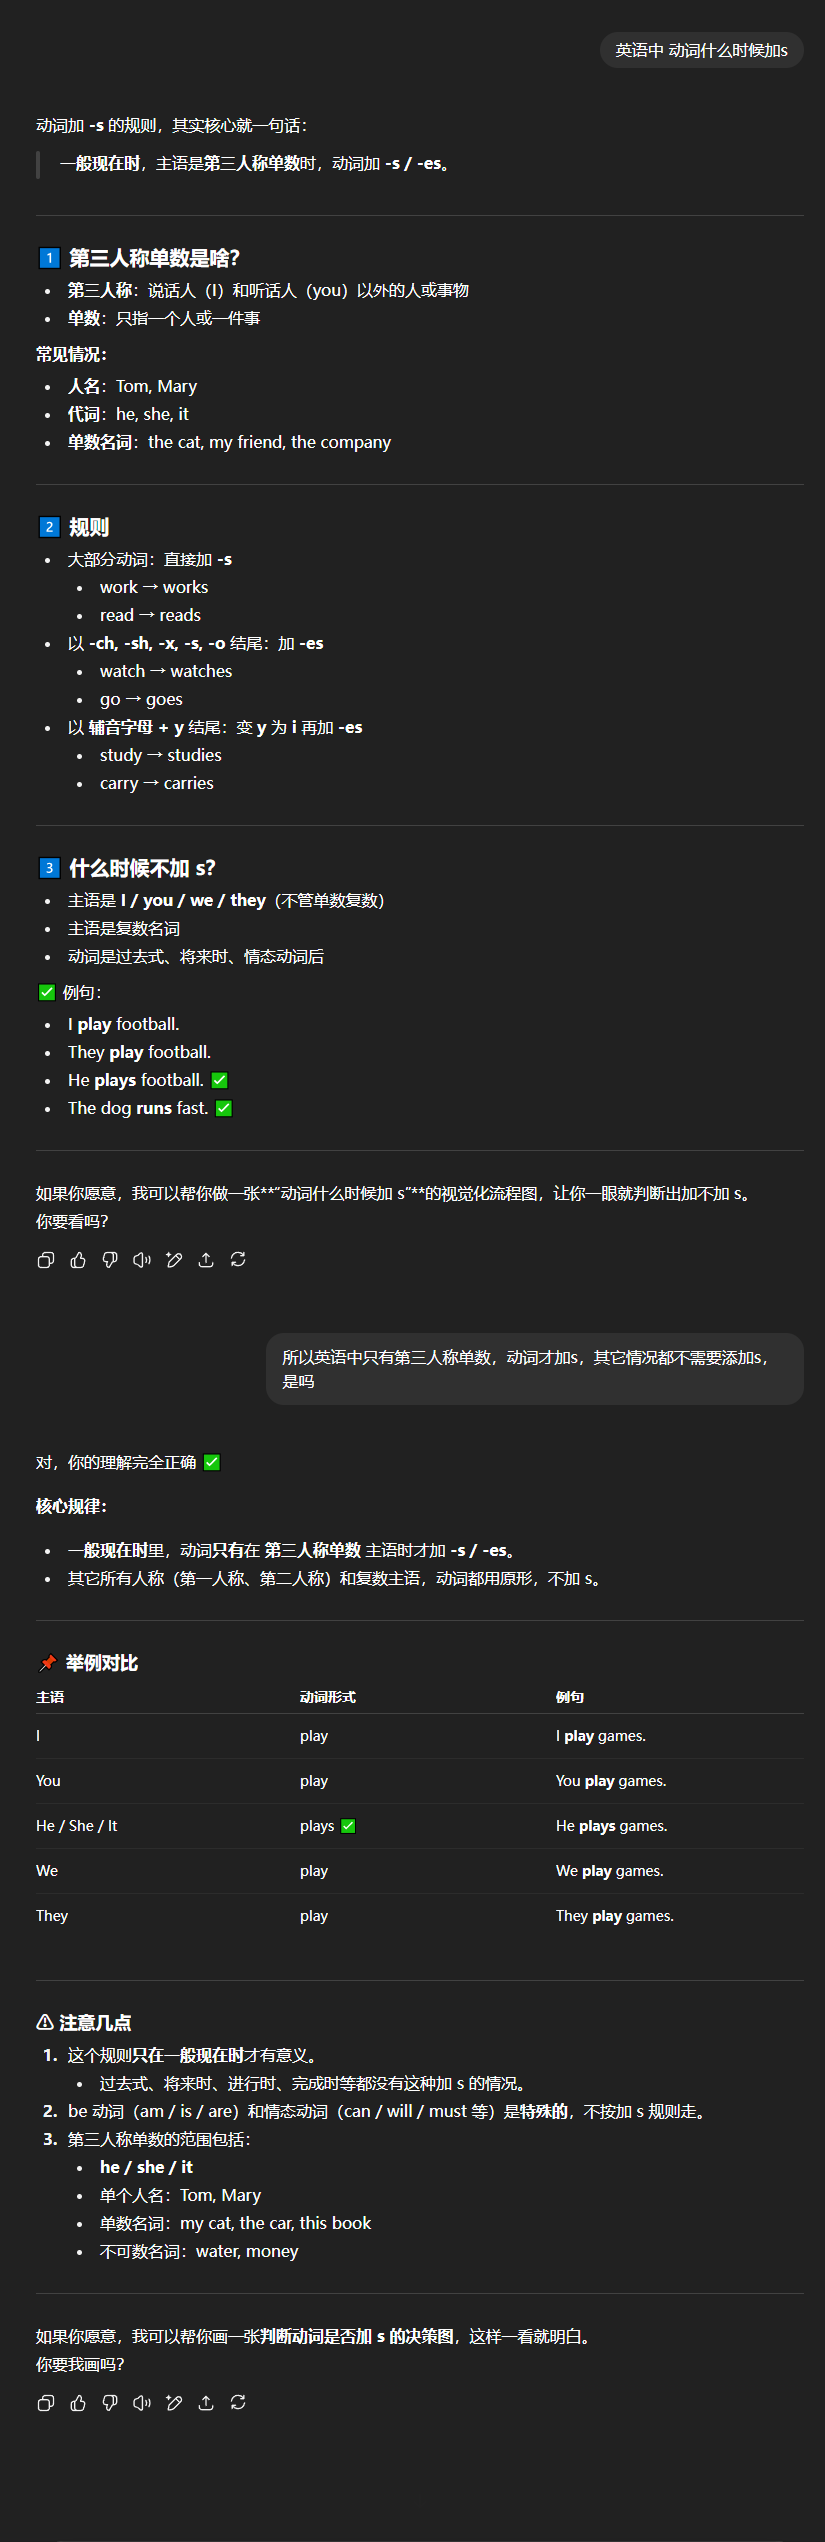 英语中 动词什么时候加s
动词加 -s 的规则，其实核心就一句话：
一般现在时，主语是第三人称单数时，动词加 -s / -es。
1 第三人称单数是啥？
• 第三人称：说话人（I）和听话人（you）以外的人或事物
• 单数：只指一个人或一件事
常见情况：
• 人名：Tom, Mary
• 代词：he, she, it
• 单数名词：the cat, my friend, the company
2 规则
• 大部分动词：直接加 -s
• work → works
• read → reads
• 以 -ch, -sh, -x, -s, -o 结尾：加 -es
• watch → watches
• go → goes
• 以 辅音字母 + y 结尾：变 y 为 i 再加 -es
• study → studies
• carry → carries
3 什么时候不加 s？
• 主语是 I / you / we / they（不管单数复数）
• 主语是复数名词
• 动词是过去式、将来时、情态动词后
✅ 例句：
• I play football.
• They play football.
• He plays football. ✅
• The dog runs fast. ✅
如果你愿意，我可以帮你做一张**“动词什么时候加 s”**的视觉化流程图，让你一眼就判断出加不加 s。
你要看吗？
所以英语中只有第三人称单数，动词才加s，其它情况都不需要添加s，
是吗
对，你的理解完全正确 ✅
核心规律：
• 一般现在时里，动词只有在 第三人称单数 主语时才加 -s / -es。
• 其它所有人称（第一人称、第二人称）和复数主语，动词都用原形，不加 s。
📌 举例对比
主语 动词形式 例句
I play I play games.
You play You play games.
He / She / It plays ✅ He plays games.
We play We play games.
They play They play games.
⚠ 注意几点
1. 这个规则只在一般现在时才有意义。
• 过去式、将来时、进行时、完成时等都没有这种加 s 的情况。
2. be 动词（am / is / are）和情态动词（can / will / must 等）是特殊的，不按加 s 规则走。
3. 第三人称单数的范围包括：
• he / she / it
• 单个人名：Tom, Mary
• 单数名词：my cat, the car, this book
• 不可数名词：water, money
如果你愿意，我可以帮你画一张判断动词是否加 s 的决策图，这样一看就明白。
你要我画吗？